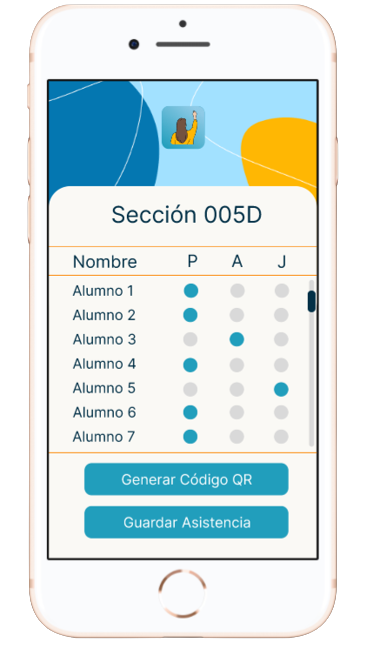 Sección 005D
Nombre P A J
Alumno 1
Alumno 2
Alumno 3
Alumno 4
Alumno 5
Alumno 6
Alumno 7
Generar Código QR
Guardar Asistencia